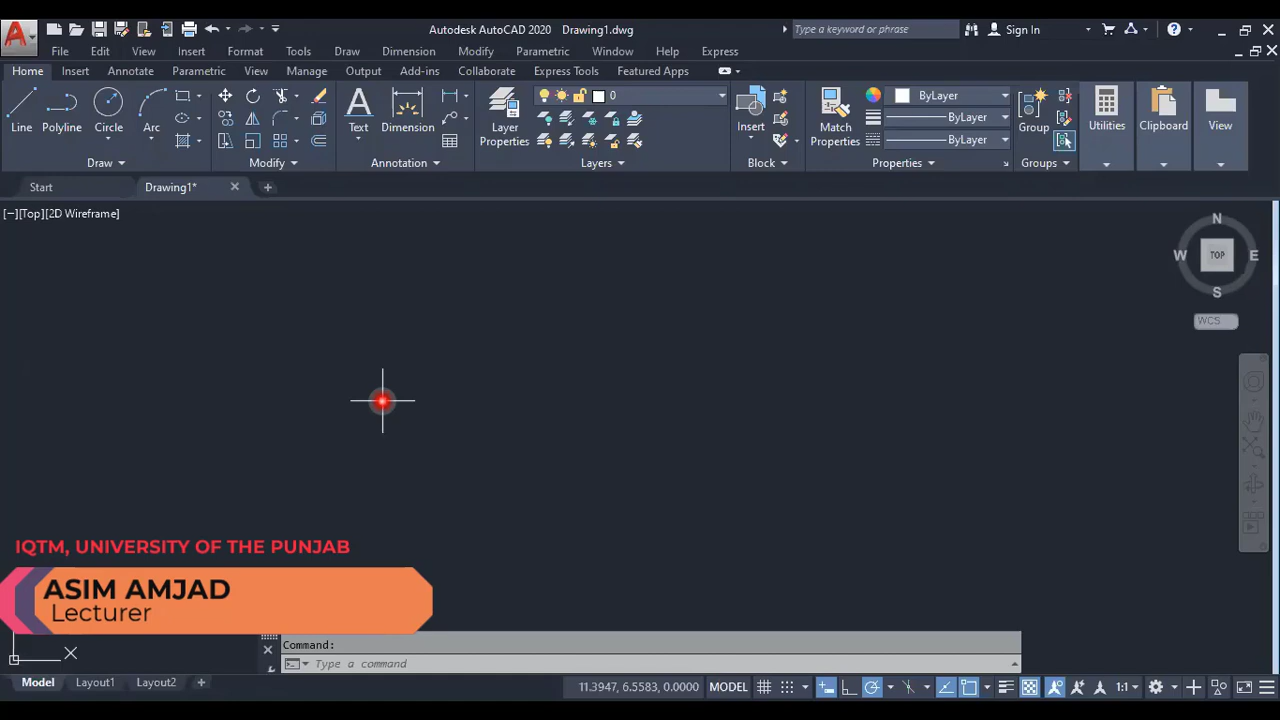 Autodesk AutoCAD 2020 Drawing1.dwg
Type a keyword or phrase
Sign In
File Edit View Insert Format Tools Draw Dimension Modify Parametric Window Help Express
Home Insert Annotate Parametric View Manage Output Add-ins Collaborate Express Tools Featured Apps
0
ByLayer
ByLayer
ByLayer
Line Polyline Circle Arc
Text Dimension
Layer Properties
Insert
Match Properties
Group
Utilities
Clipboard
View
Draw
Modify
Annotation
Layers
Block
Properties
Groups
Start
Drawing1*
[−][Top][2D Wireframe]
N
W TOP E
S
WCS
IQTM, UNIVERSITY OF THE PUNJAB
ASIM AMJAD
Lecturer
X
Command:
Type a command
Model Layout1 Layout2
11.3947, 6.5583, 0.0000 MODEL 1:1